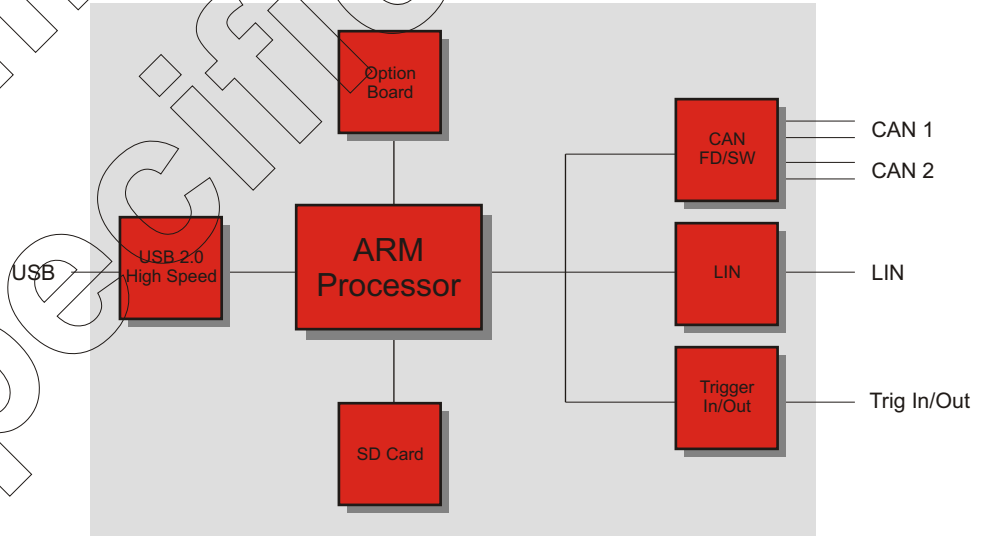 Option
Board
CAN
FD/SW
CAN 1
CAN 2
USB
USB 2.0
High Speed
ARM
Processor
LIN
LIN
Trigger
In/Out
Trig In/Out
SD Card